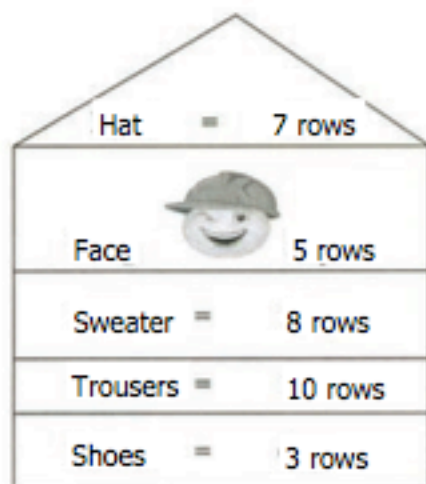 Hat = 7 rows
Face 5 rows
Sweater = 8 rows
Trousers = 10 rows
Shoes = 3 rows